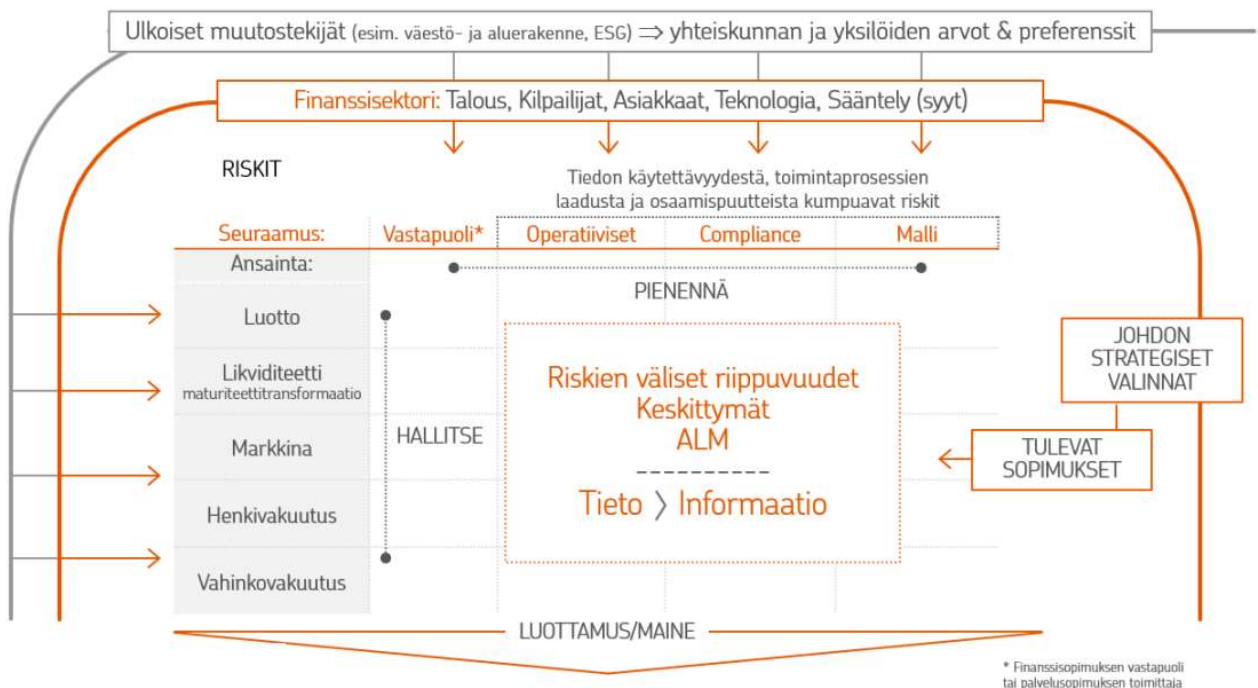 Ulkoiset muutostekijät (esim. väestö- ja aluerakenne, ESG) ⇒ yhteiskunnan ja yksilöiden arvot & preferenssit
Finanssisektori: Talous, Kilpailijat, Asiakkaat, Teknologia, Sääntely (syyt)
RISKIT
Tiedon käytettävyydestä, toimintaprosessien
laadusta ja osaamispuutteista kumpuavat riskit
Seuraamus: Vastapuoli* Operatiiviset Compliance Malli
Ansainta:
PIENENNÄ
Luotto
Likviditeetti
maturiteettitransformaatio
Markkina
Henkivakuutus
Vahinkovakuutus
HALLITSE
Riskien väliset riippuvuudet
Keskittymät
ALM
Tieto 〉 Informaatio
JOHDON
STRATEGISET
VALINNAT
TULEVAT
SOPIMUKSET
LUOTTAMUS/MAINE
* Finanssisopimuksen vastapuoli
tai palvelusopimuksen toimittaja